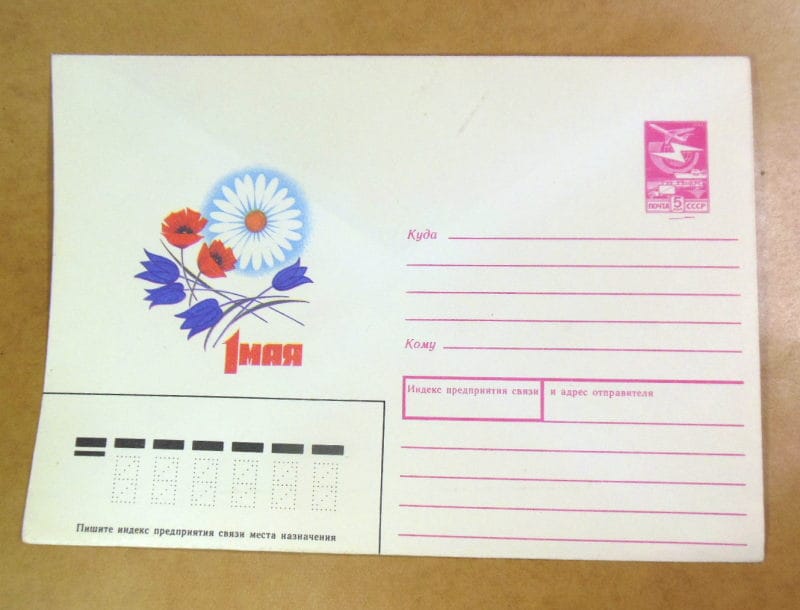 ПОЧТА 5 СССР
Куда
1 МАЯ
Кому
Индекс предприятия связи и адрес отправителя
Пишите индекс предприятия связи места назначения